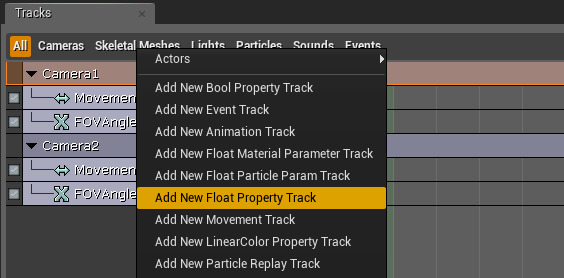 Tracks
All Cameras Skeletal Meshes Lights Particles Sounds Events
Actors
Camera1
Add New Bool Property Track
Movement
Add New Event Track
FOVAngle
Add New Animation Track
Camera2
Add New Float Material Parameter Track
Movement
Add New Float Particle Param Track
FOVAngle
Add New Float Property Track
Add New Movement Track
Add New LinearColor Property Track
Add New Particle Replay Track